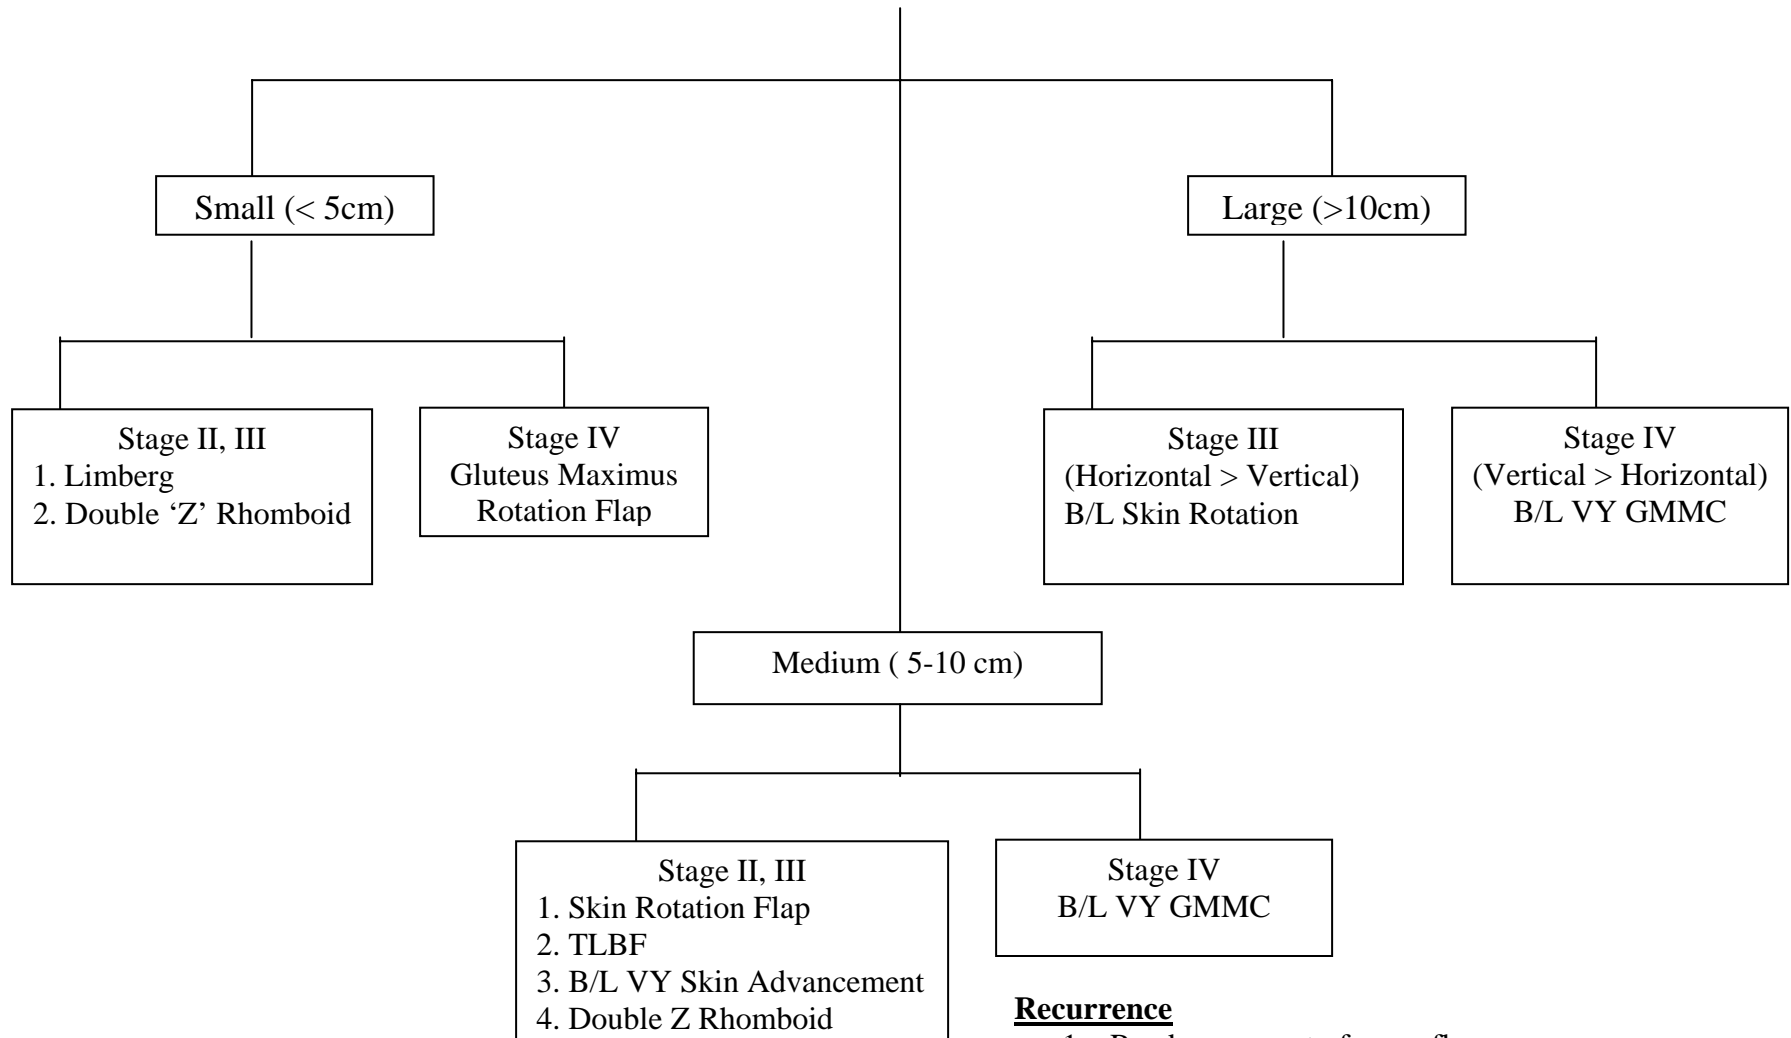 Small (< 5cm)
Large (>10cm)
Stage II, III
1. Limberg
2. Double ‘Z’ Rhomboid
Stage IV
Gluteus Maximus
Rotation Flap
Stage III
(Horizontal > Vertical)
B/L Skin Rotation
Stage IV
(Vertical > Horizontal)
B/L VY GMMC
Medium ( 5-10 cm)
Stage II, III
1. Skin Rotation Flap
2. TLBF
3. B/L VY Skin Advancement
4. Double Z Rhomboid
Stage IV
B/L VY GMMC
Recurrence